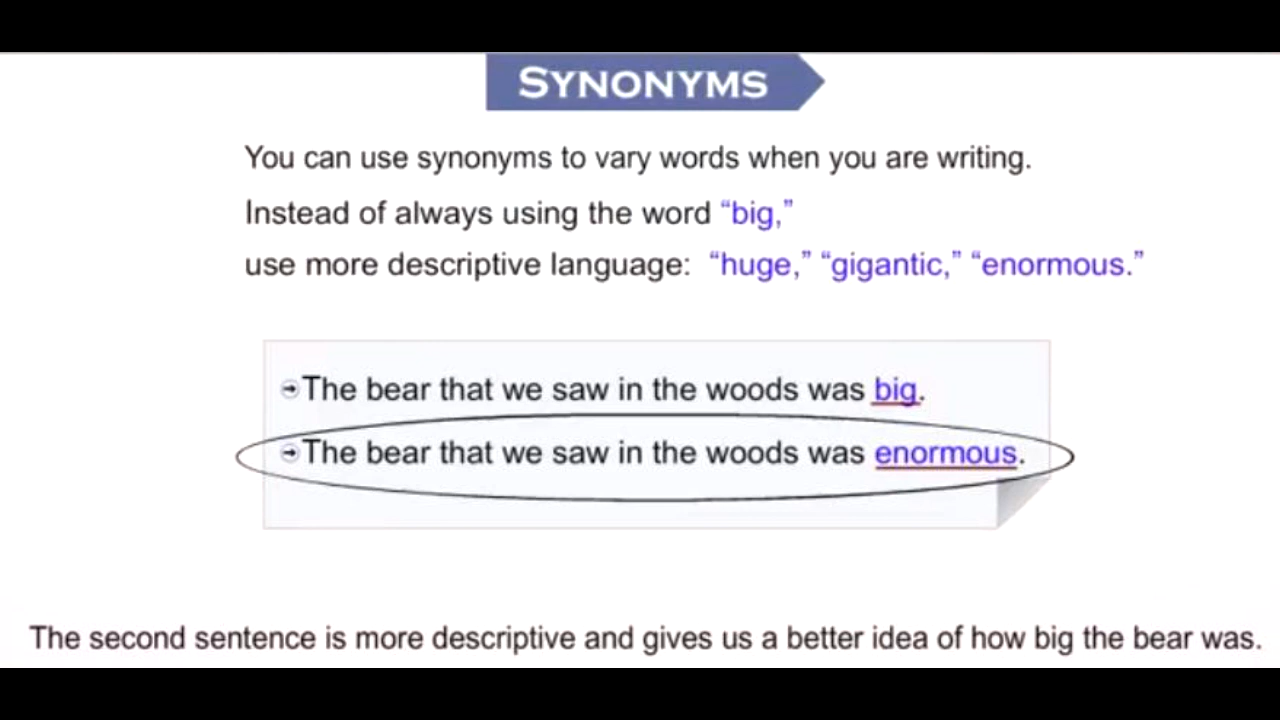 SYNONYMS
You can use synonyms to vary words when you are writing.
Instead of always using the word “big,”
use more descriptive language: “huge,” “gigantic,” “enormous.”
The bear that we saw in the woods was big.
The bear that we saw in the woods was enormous.
The second sentence is more descriptive and gives us a better idea of how big the bear was.